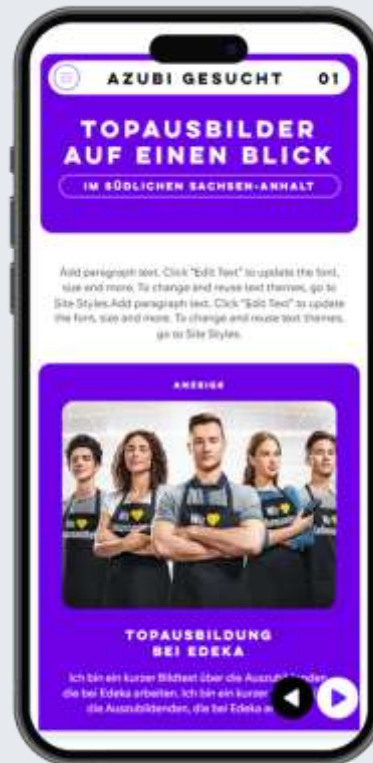 AZUBI GESUCHT 01
TOPAUSBILDER
AUF EINEN BLICK
IM SÜDLICHEN SACHSEN-ANHALT
Add paragraph text. Click "Edit Text" to update the font,
size and more. To change and reuse text themes, go to
Site Styles. Add paragraph text. Click "Edit Text" to update
the font, size and more. To change and reuse text themes,
go to Site Styles.
ANZEIGE
TOPAUSBILDUNG
BEI EDEKA
Ich bin ein kurzer Bildtext über die Auszubildenden,
die bei Edeka arbeiten. Ich bin ein kurzer
die Auszubildenden, die bei Edeka